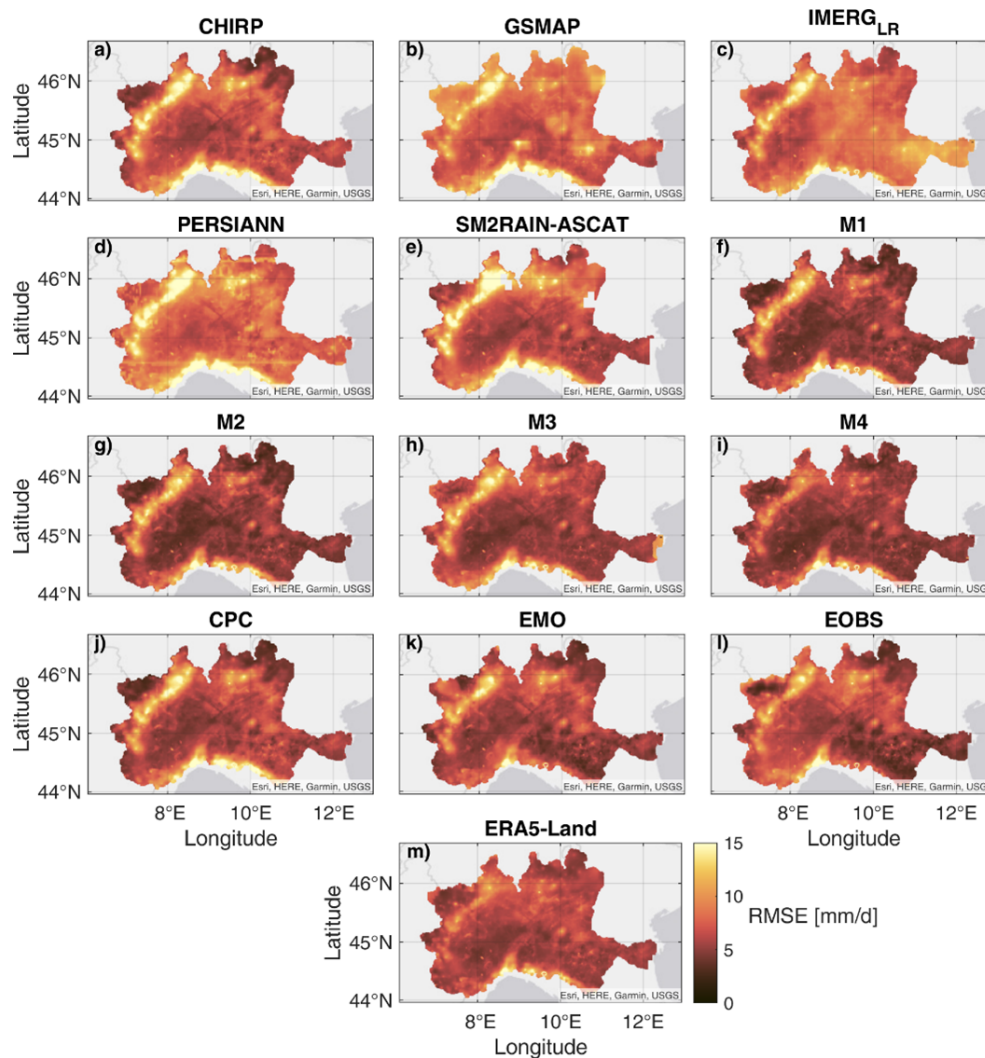 CHIRP GSMAP IMERG_LR
a) b) c)
46°N
45°N
44°N
Latitude
Esri, HERE, Garmin, USGS Esri, HERE, Garmin, USGS Esri, HERE, Garmin, USGS
PERSIANN SM2RAIN-ASCAT M1
d) e) f)
46°N
45°N
44°N
Latitude
Esri, HERE, Garmin, USGS Esri, HERE, Garmin, USGS Esri, HERE, Garmin, USGS
M2 M3 M4
g) h) i)
46°N
45°N
44°N
Latitude
Esri, HERE, Garmin, USGS Esri, HERE, Garmin, USGS Esri, HERE, Garmin, USGS
CPC EMO EOBS
j) k) l)
46°N
45°N
44°N
Latitude
Esri, HERE, Garmin, USGS Esri, HERE, Garmin, USGS Esri, HERE, Garmin, USG
8°E 10°E 12°E 8°E 10°E 12°E
Longitude Longitude
ERA5-Land
m)
46°N
45°N
44°N
Latitude
Esri, HERE, Garmin, USGS
8°E 10°E 12°E
Longitude
15
10
5
0
RMSE [mm/d]